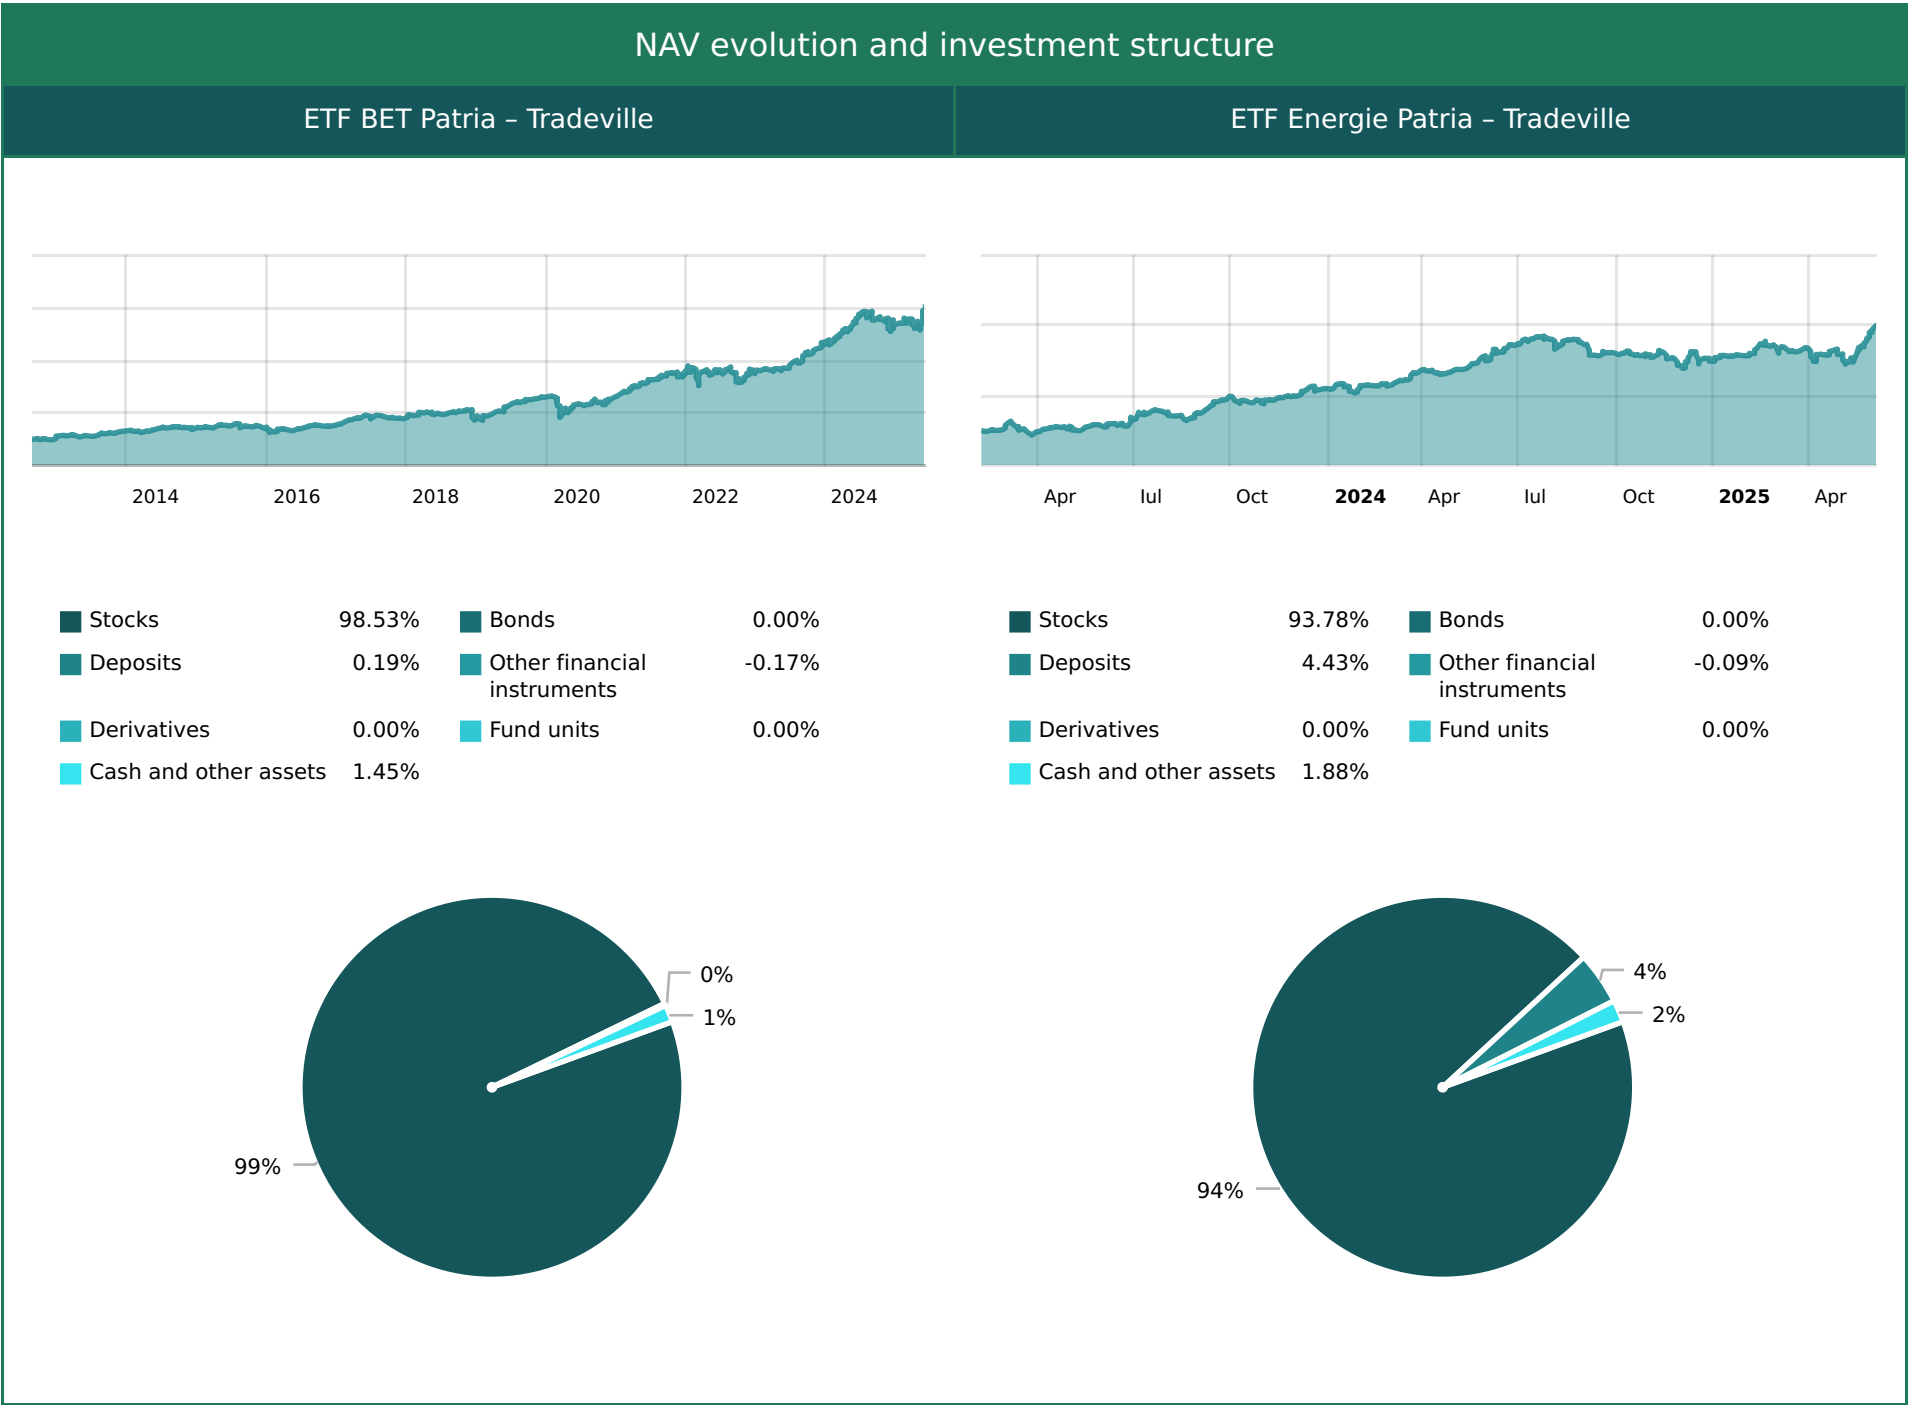 NAV evolution and investment structure
ETF BET Patria – Tradeville
2014 2016 2018 2020 2022 2024
Stocks 98.53% Bonds 0.00%
Deposits 0.19% Other financial -0.17%
instruments
Derivatives 0.00% Fund units 0.00%
Cash and other assets 1.45%
0%
1%
99%
ETF Energie Patria – Tradeville
Apr Iul Oct 2024 Apr Iul Oct 2025 Apr
Stocks 93.78% Bonds 0.00%
Deposits 4.43% Other financial -0.09%
instruments
Derivatives 0.00% Fund units 0.00%
Cash and other assets 1.88%
4%
2%
94%